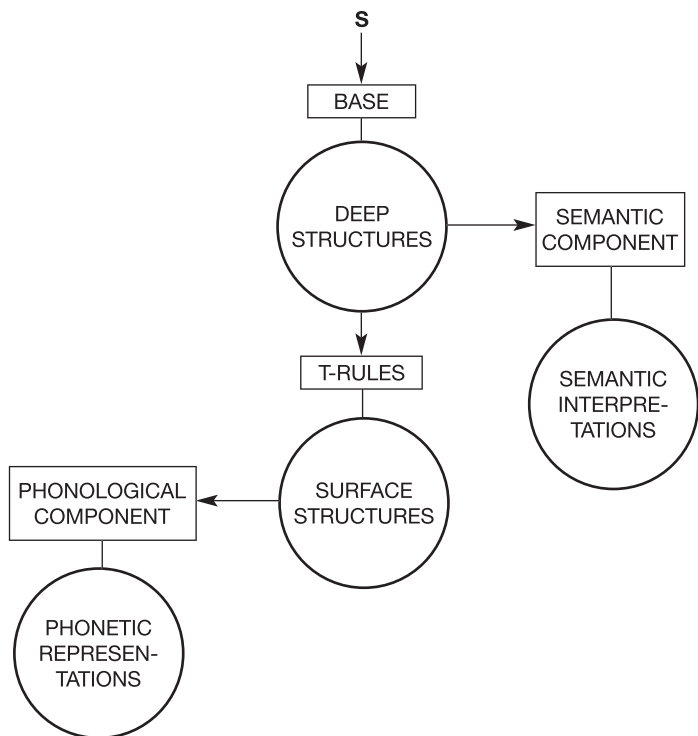 S
BASE
DEEP
STRUCTURES
SEMANTIC
COMPONENT
T-RULES
SEMANTIC
INTERPRE-
TATIONS
PHONOLOGICAL
COMPONENT
SURFACE
STRUCTURES
PHONETIC
REPRESEN-
TATIONS